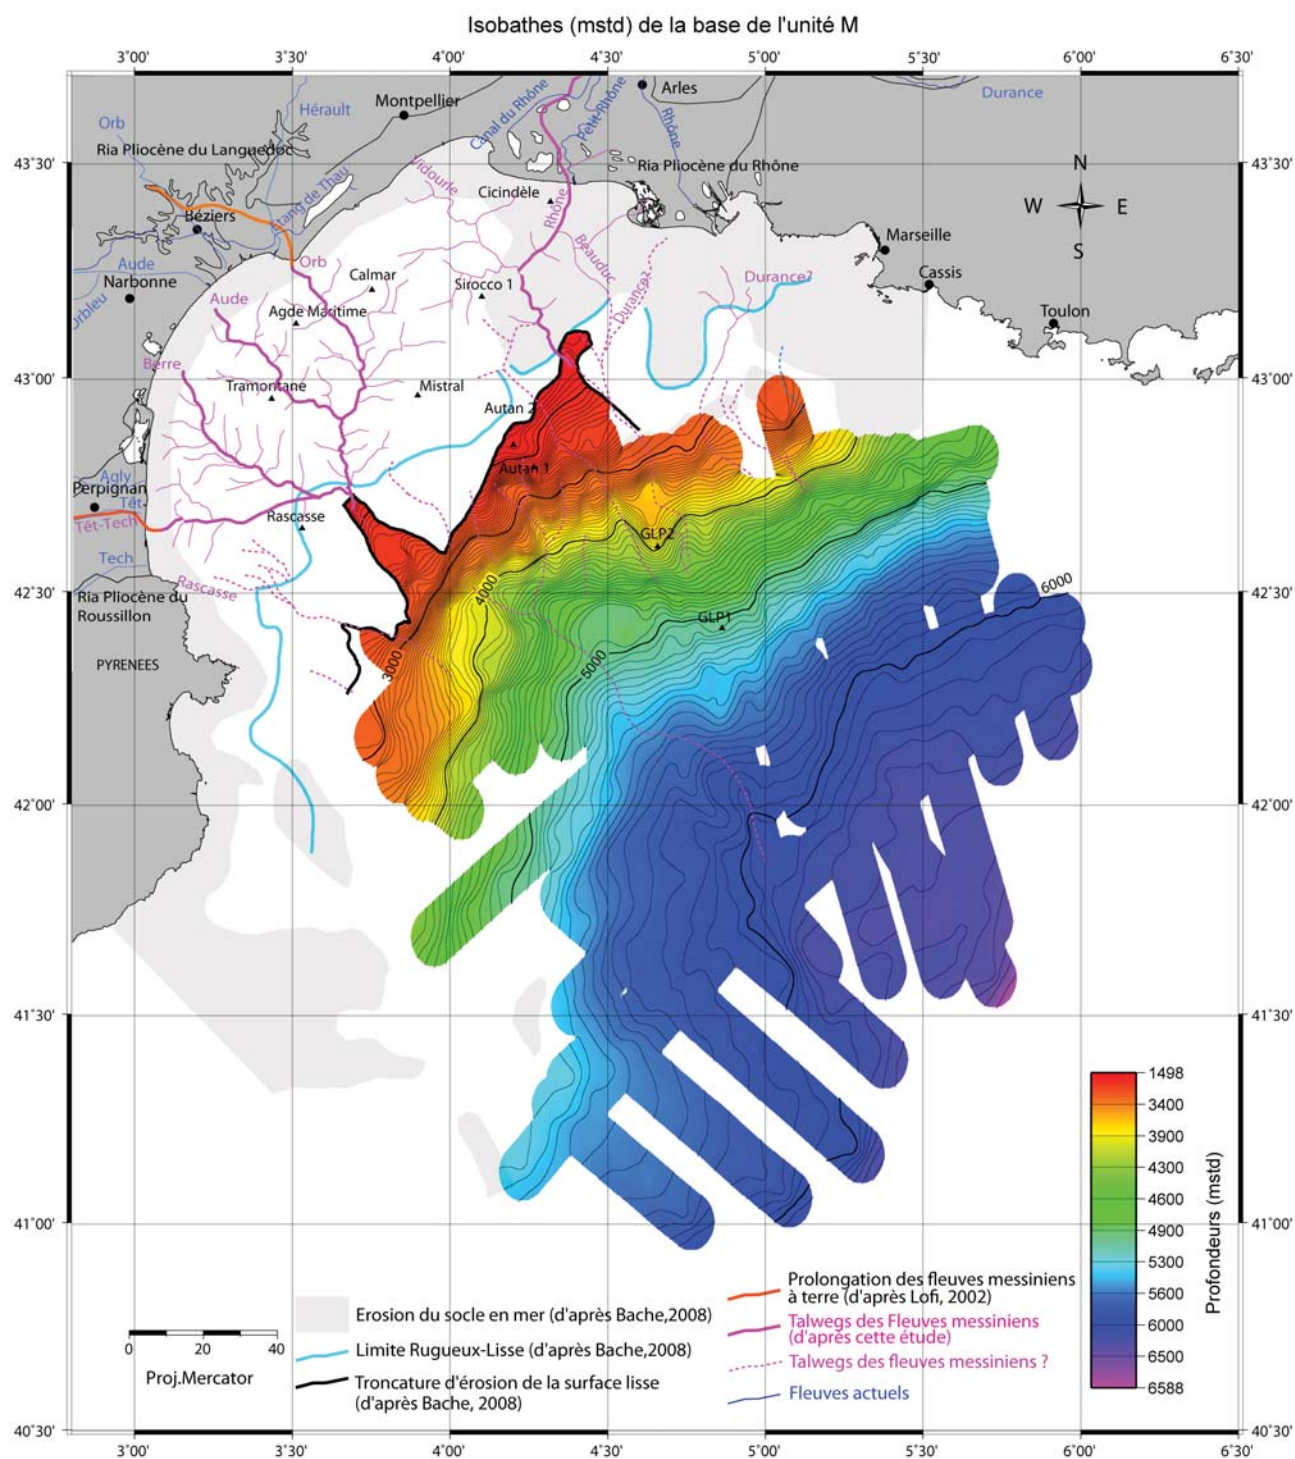 Isobathes (mstd) de la base de l'unité M
3°00' 3°30' 4°00' 4°30' 5°00' 5°30' 6°00' 6°30'
Montpellier
Arles
Durance
Hérault
Orb
Canal du Rhône
Petit-Rhône
Rhône
Ria Pliocène du Languedoc
43°30'
43°30'
Ria Pliocène du Rhône
N
W E
S
Vidourle
Etang de Thau
Cicindèle
Rhône
Béziers
Marseille
Beauduc
Orb
Aude
Calmar
Sirocco 1
Durance?
Durance?
Cassis
Narbonne
Orbieu
Aude
Agde Maritime
Toulon
Berre
43°00'
43°00'
Tramontane
Mistral
Autan 2
Autan 1
Agly
Perpignan
Têt
Têt-Tech
Rascasse
GLP2
Tech
Rascasse
4000
6000
42°30'
42°30'
Ria Pliocène du
Roussillon
GLP1
PYRENEES
3000
5000
42°00'
42°00'
41°30'
41°30'
41°00'
41°00'
1498
3400
3900
4300
4600
4900
5300
5600
6000
6500
6588
Profondeurs (mstd)
Erosion du socle en mer (d'après Bache,2008)
Limite Rugueux-Lisse (d'après Bache,2008)
Troncature d'érosion de la surface lisse
(d'après Bache, 2008)
Prolongation des fleuves messiniens
à terre (d'après Lofi, 2002)
Talwegs des Fleuves messiniens
(d'après cette étude)
Talwegs des fleuves messiniens ?
Fleuves actuels
0 20 40
Proj.Mercator
40°30'
40°30'
3°00' 3°30' 4°00' 4°30' 5°00' 5°30' 6°00' 6°30'